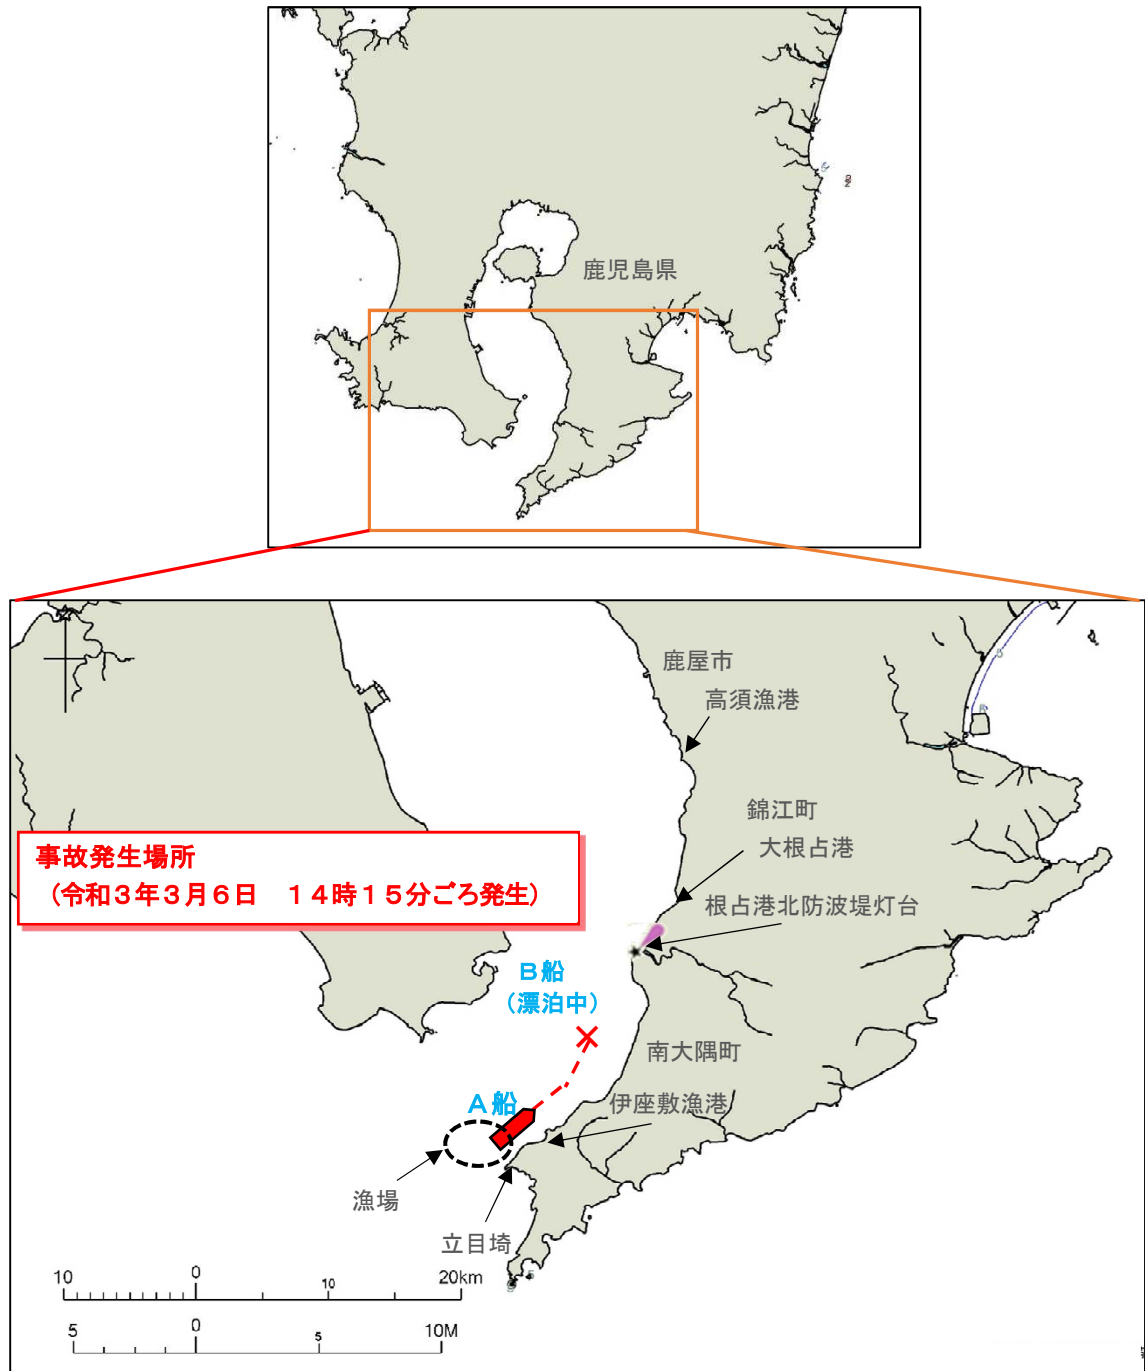 鹿児島県
鹿屋市
高須漁港
錦江町
大根占港
事故発生場所
(令和３年３月６日　１４時１５分ごろ発生)
根占港北防波堤灯台
Ｂ船
(漂泊中)
南大隅町
Ａ船
伊座敷漁港
漁場
立目埼
10 0 10 20km
5 0 5 10M